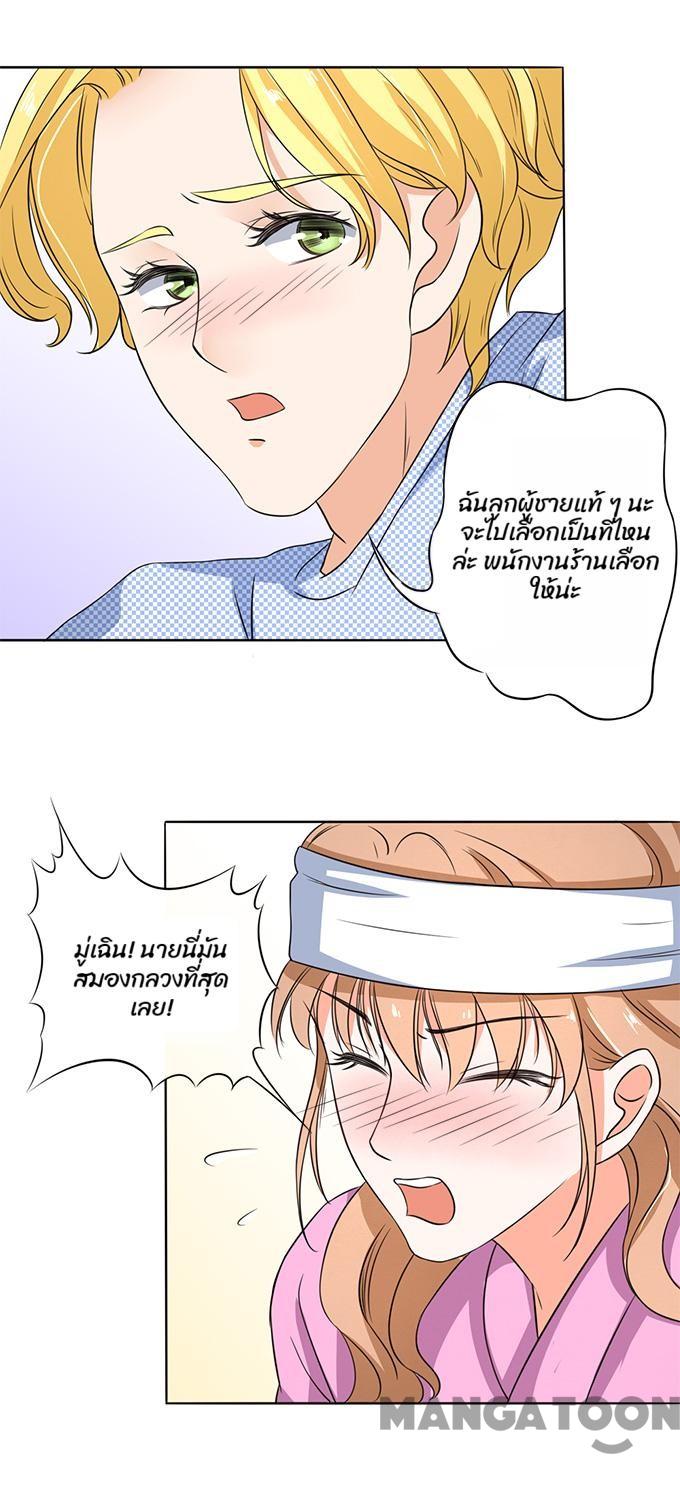 ฉันลูกผู้ชายแท้ ๆ นะ
จะไปเลือกเป็นที่ไหน
ล่ะ พนักงานร้านเลือก
ให้น่ะ
มู่เฉิน! นายนี่มัน
สมองกลวงที่สุด
เลย!
MANGATOON